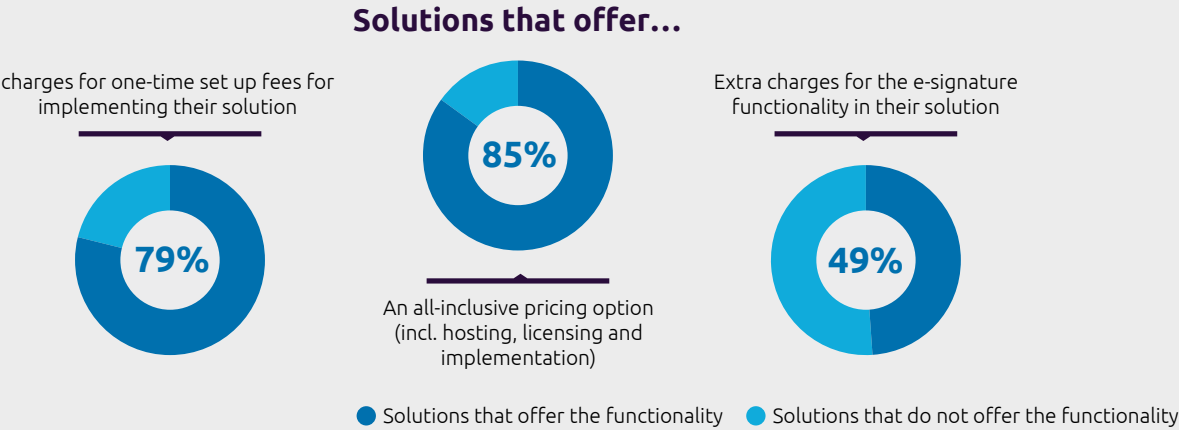 Solutions that offer...
charges for one-time set up fees for
implementing their solution
79%
85%
An all-inclusive pricing option
(incl. hosting, licensing and
implementation)
Extra charges for the e-signature
functionality in their solution
49%
Solutions that offer the functionality
Solutions that do not offer the functionality